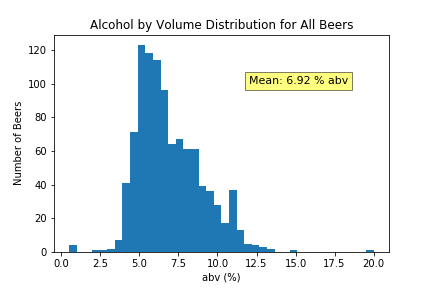 Alcohol by Volume Distribution for All Beers
120
100
80
60
40
20
0
Number of Beers
Mean: 6.92 % abv
0.0 2.5 5.0 7.5 10.0 12.5 15.0 17.5 20.0
abv (%)